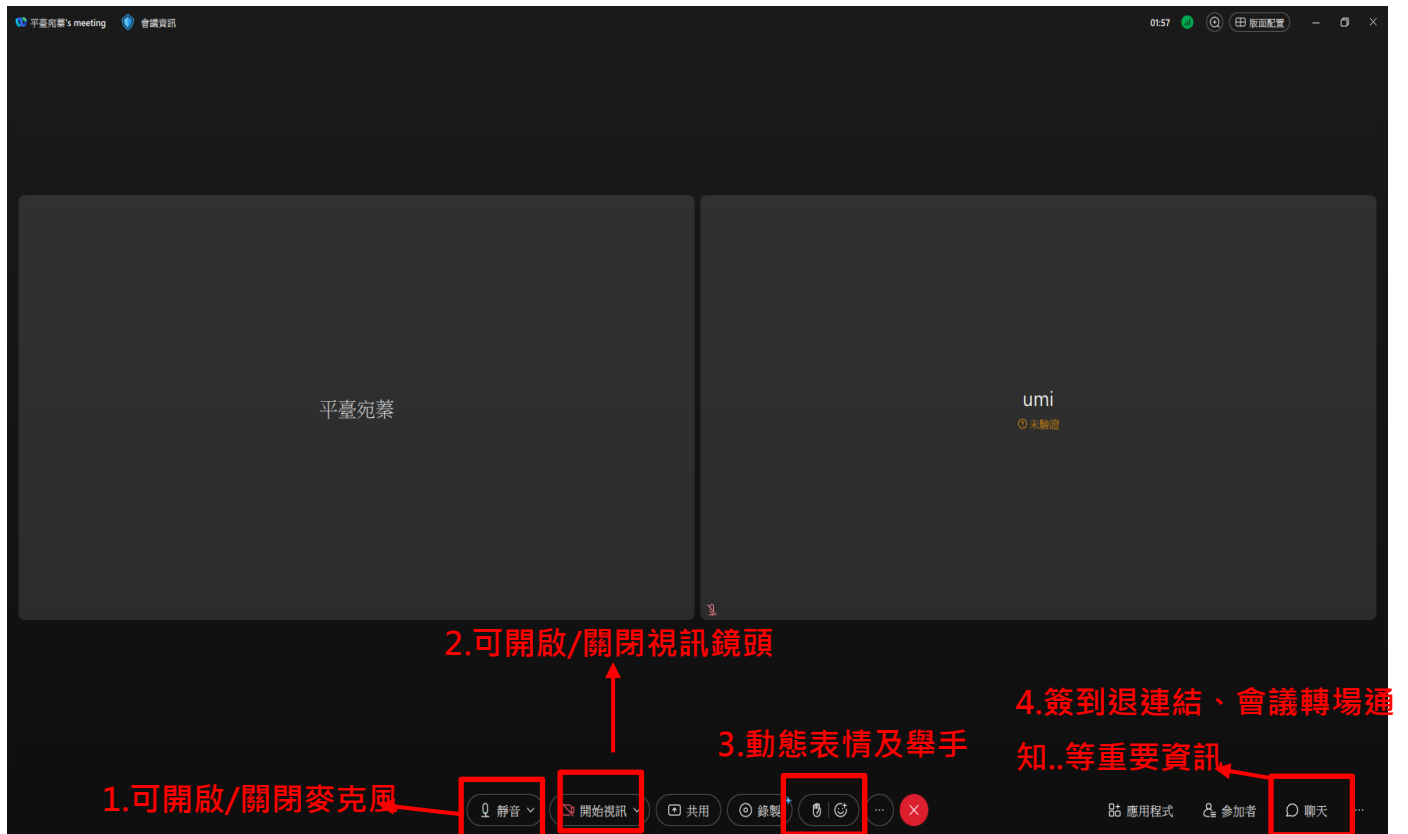 平臺宛蓁's meeting 會議資訊 01:57 版面配置
平臺宛蓁
umi
未驗證
2.可開啟/關閉視訊鏡頭
4.簽到退連結、會議轉場通
知..等重要資訊
3.動態表情及舉手
1.可開啟/關閉麥克風
靜音 開始視訊 共用 錄製 ... 應用程式 參加者 聊天 ...